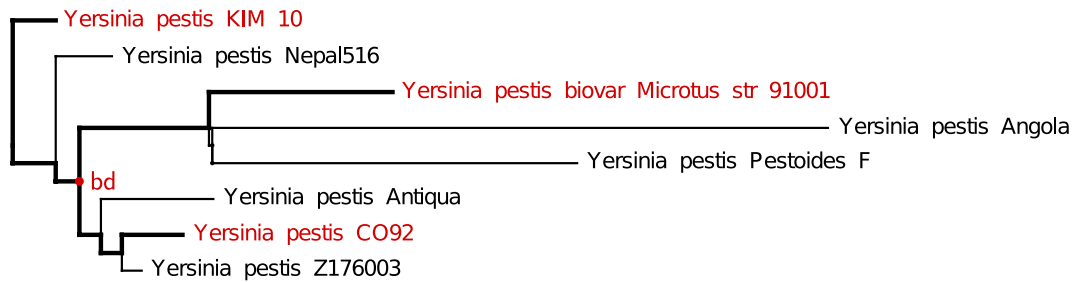 Yersinia pestis KIM 10
Yersinia pestis Nepal516
Yersinia pestis biovar Microtus str 91001
Yersinia pestis Angola
Yersinia pestis Pestoides F
bd
Yersinia pestis Antiqua
Yersinia pestis CO92
Yersinia pestis Z176003